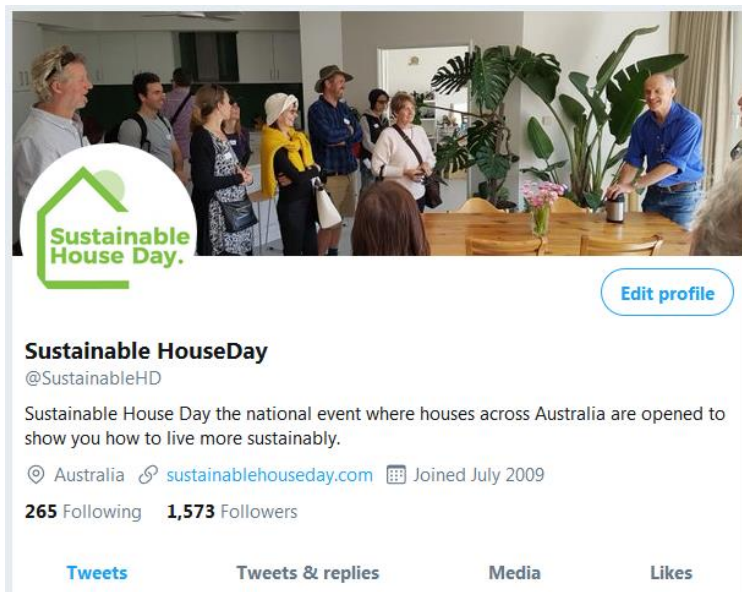 Sustainable
House Day.
Edit profile
Sustainable HouseDay
@SustainableHD
Sustainable House Day the national event where houses across Australia are opened to
show you how to live more sustainably.
Australia sustainablehouseday.com Joined July 2009
265 Following 1,573 Followers
Tweets Tweets & replies Media Likes